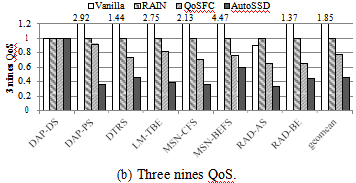 Vanilla RAIN QoSFC AutoSSD
2.92 1.44 2.75 2.13 4.47 1.37 1.85
3 nines QoS
1.2
1
0.8
0.6
0.4
0.2
0
DAP-DS DAP-PS DTRS LM-TBE MSN-CFS MSN-BEFS RAD-AS RAD-BE geomean
(b) Three nines QoS.